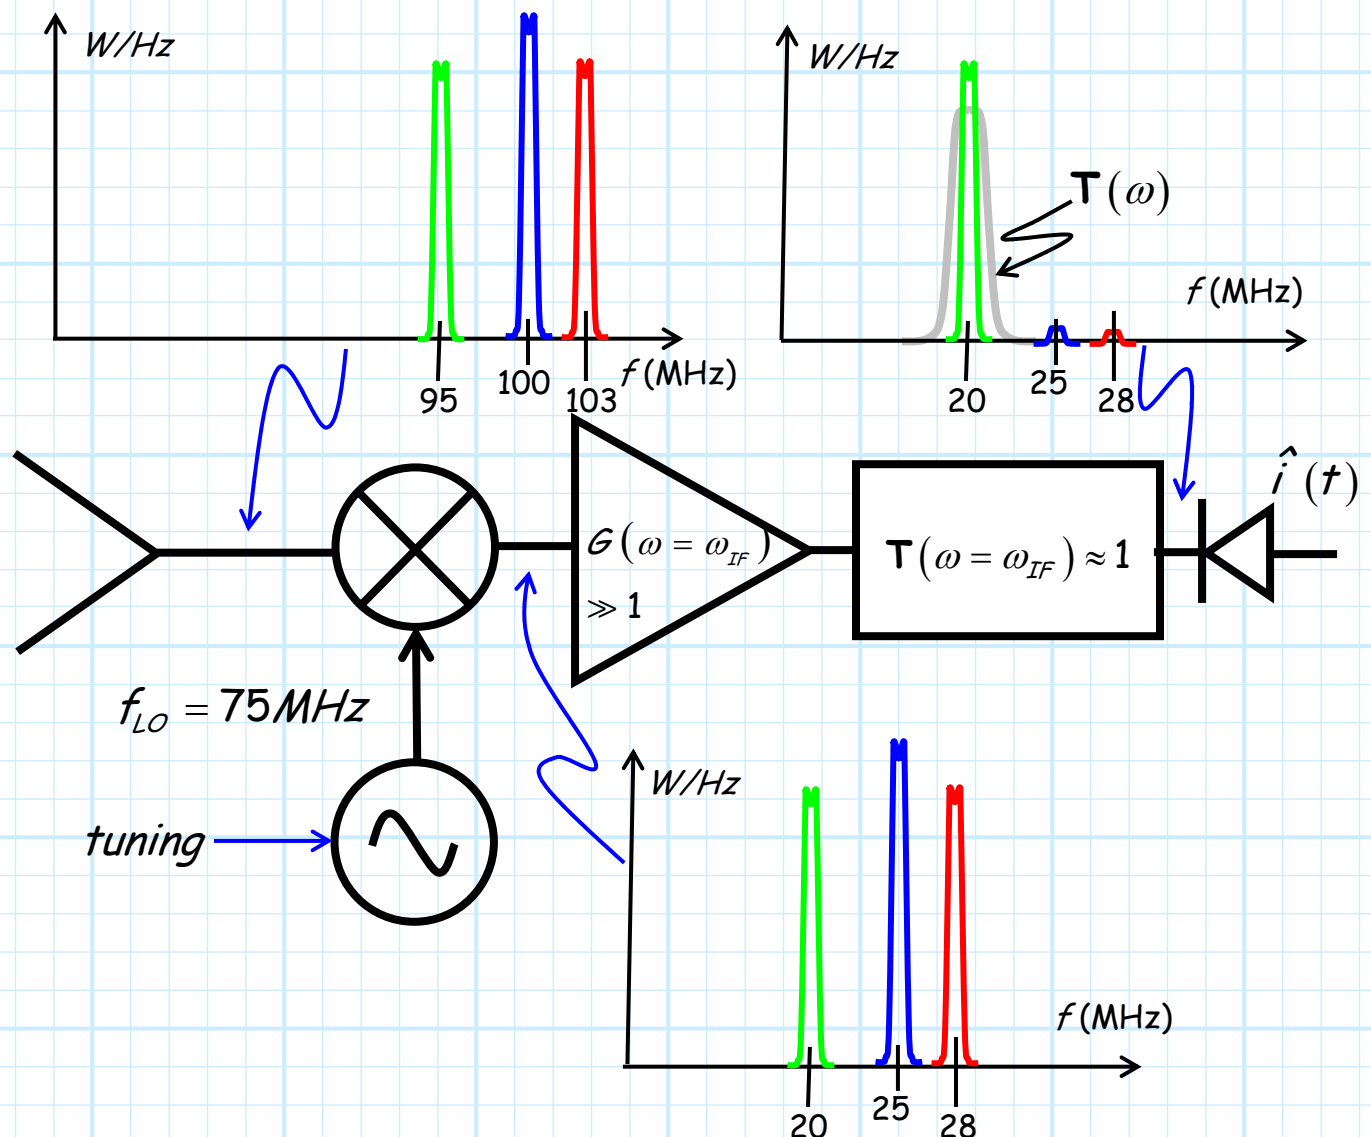 W/Hz
95
100
103
f (MHz)
W/Hz
T(ω)
f (MHz)
20
25
28
G(ω = ω_IF)
≫ 1
T(ω = ω_IF) ≈ 1
î (t)
f_LO = 75MHz
tuning
W/Hz
f (MHz)
20
25
28